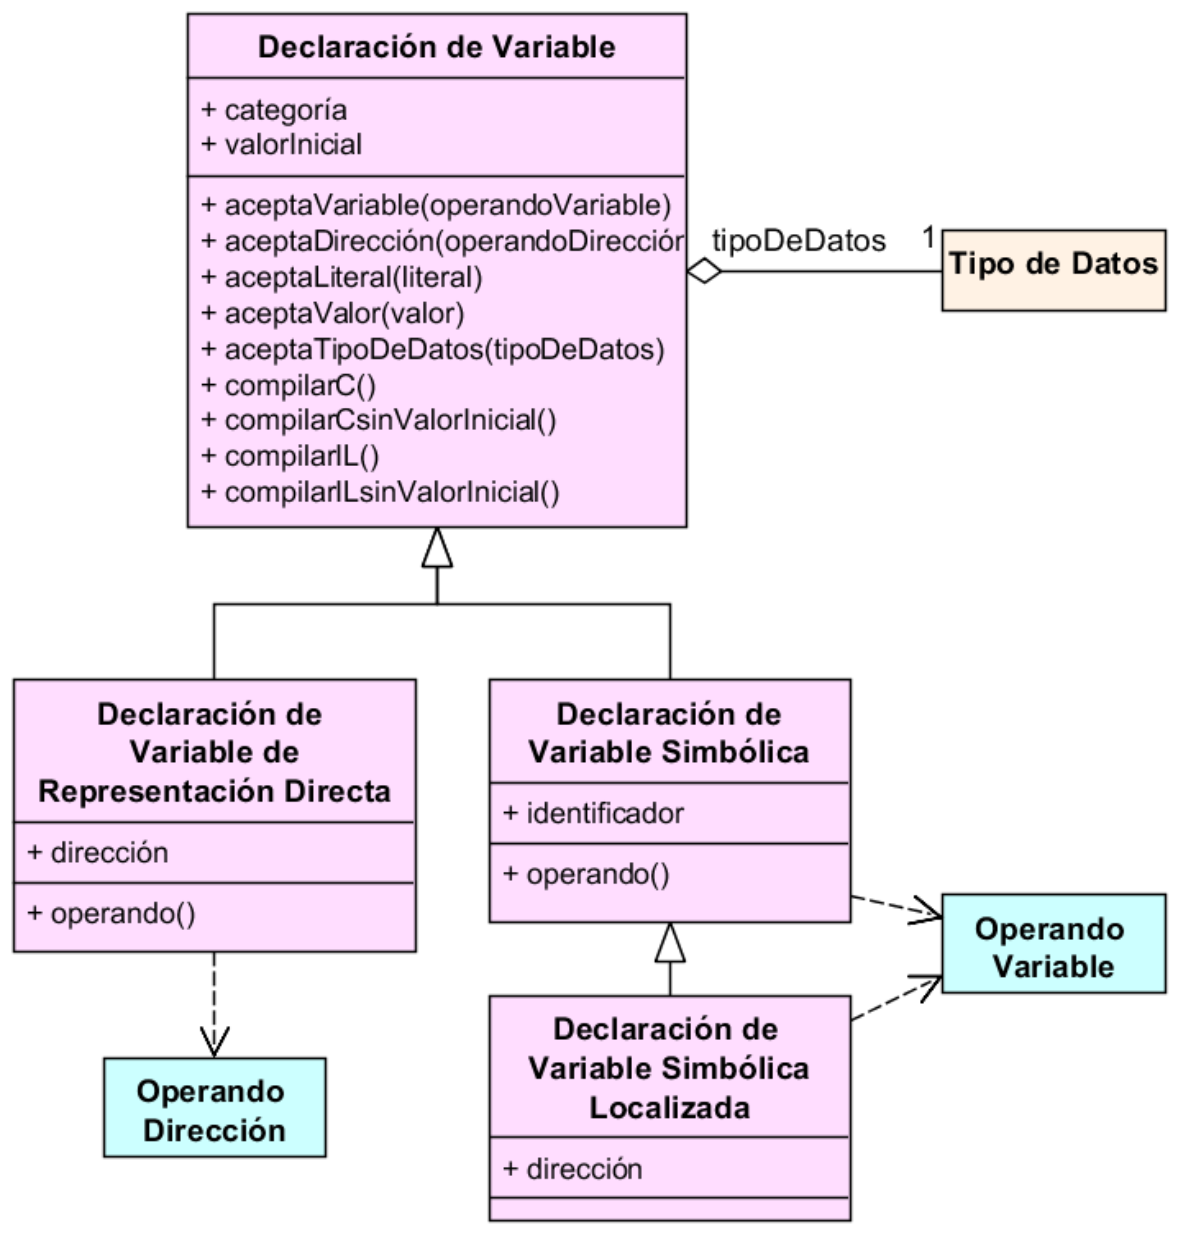 Declaración de Variable
+ categoría
+ valorInicial
+ aceptaVariable(operandoVariable)
+ aceptaDirección(operandoDirección
+ aceptaLiteral(literal)
+ aceptaValor(valor)
+ aceptaTipoDeDatos(tipoDeDatos)
+ compilarC()
+ compilarCsinValorInicial()
+ compilarIL()
+ compilarILsinValorInicial()
tipoDeDatos 1
Tipo de Datos
Declaración de
Variable de
Representación Directa
+ dirección
+ operando()
Declaración de
Variable Simbólica
+ identificador
+ operando()
Operando
Variable
Operando
Dirección
Declaración de
Variable Simbólica
Localizada
+ dirección